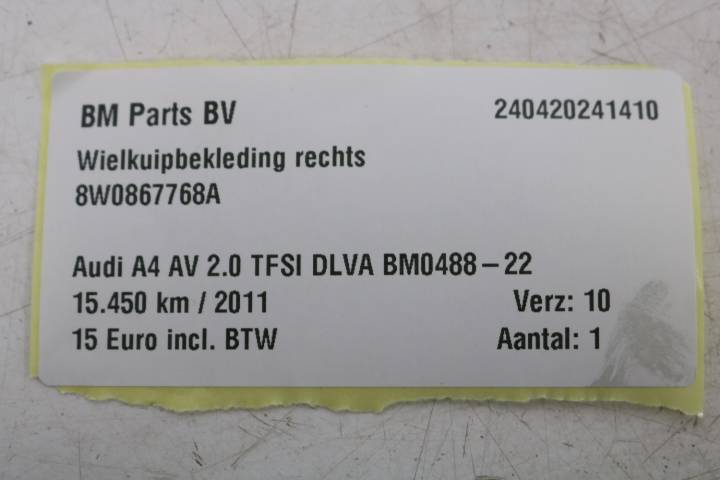 BM Parts BV 240420241410
Wielkuipbekleding rechts
8W0867768A
Audi A4 AV 2.0 TFSI DLVA BM0488-22
15.450 km / 2011 Verz: 10
15 Euro incl. BTW Aantal: 1